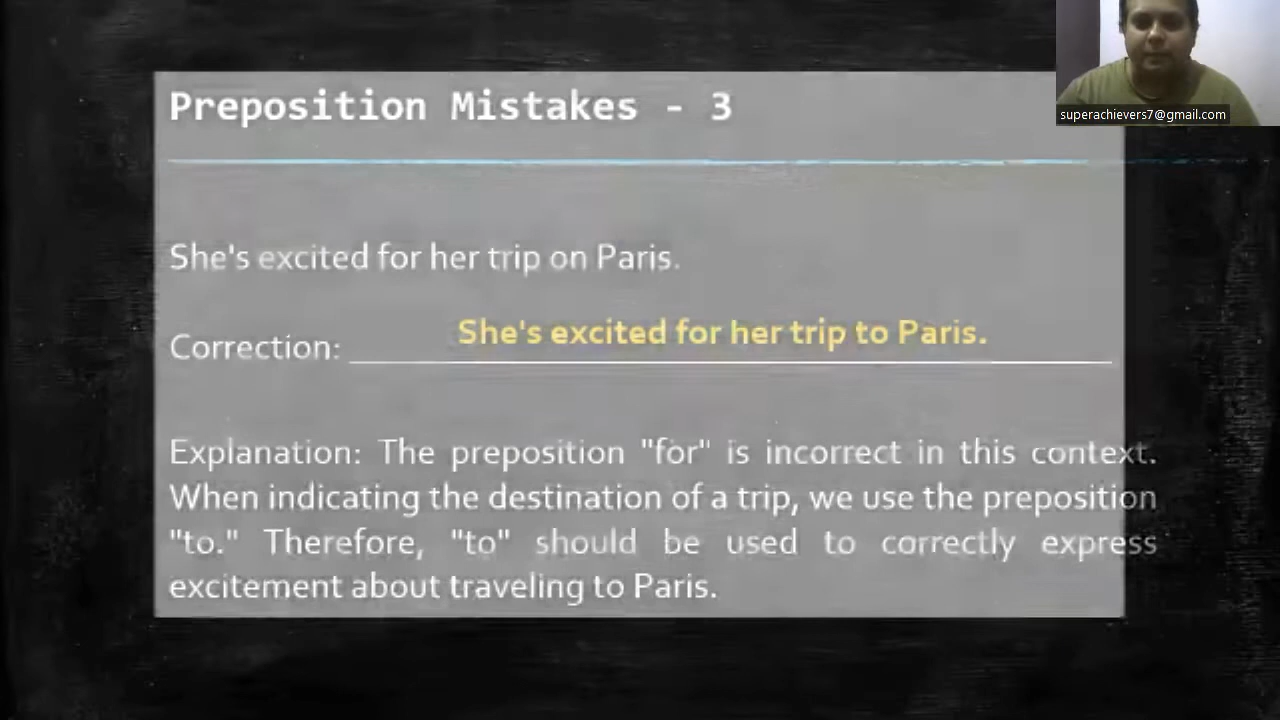 Preposition Mistakes - 3
superachievers7@gmail.com
She's excited for her trip on Paris.
She's excited for her trip to Paris.
Correction: ____________________
Explanation: The preposition "for" is incorrect in this context.
When indicating the destination of a trip, we use the preposition
"to." Therefore, "to" should be used to correctly express
excitement about traveling to Paris.